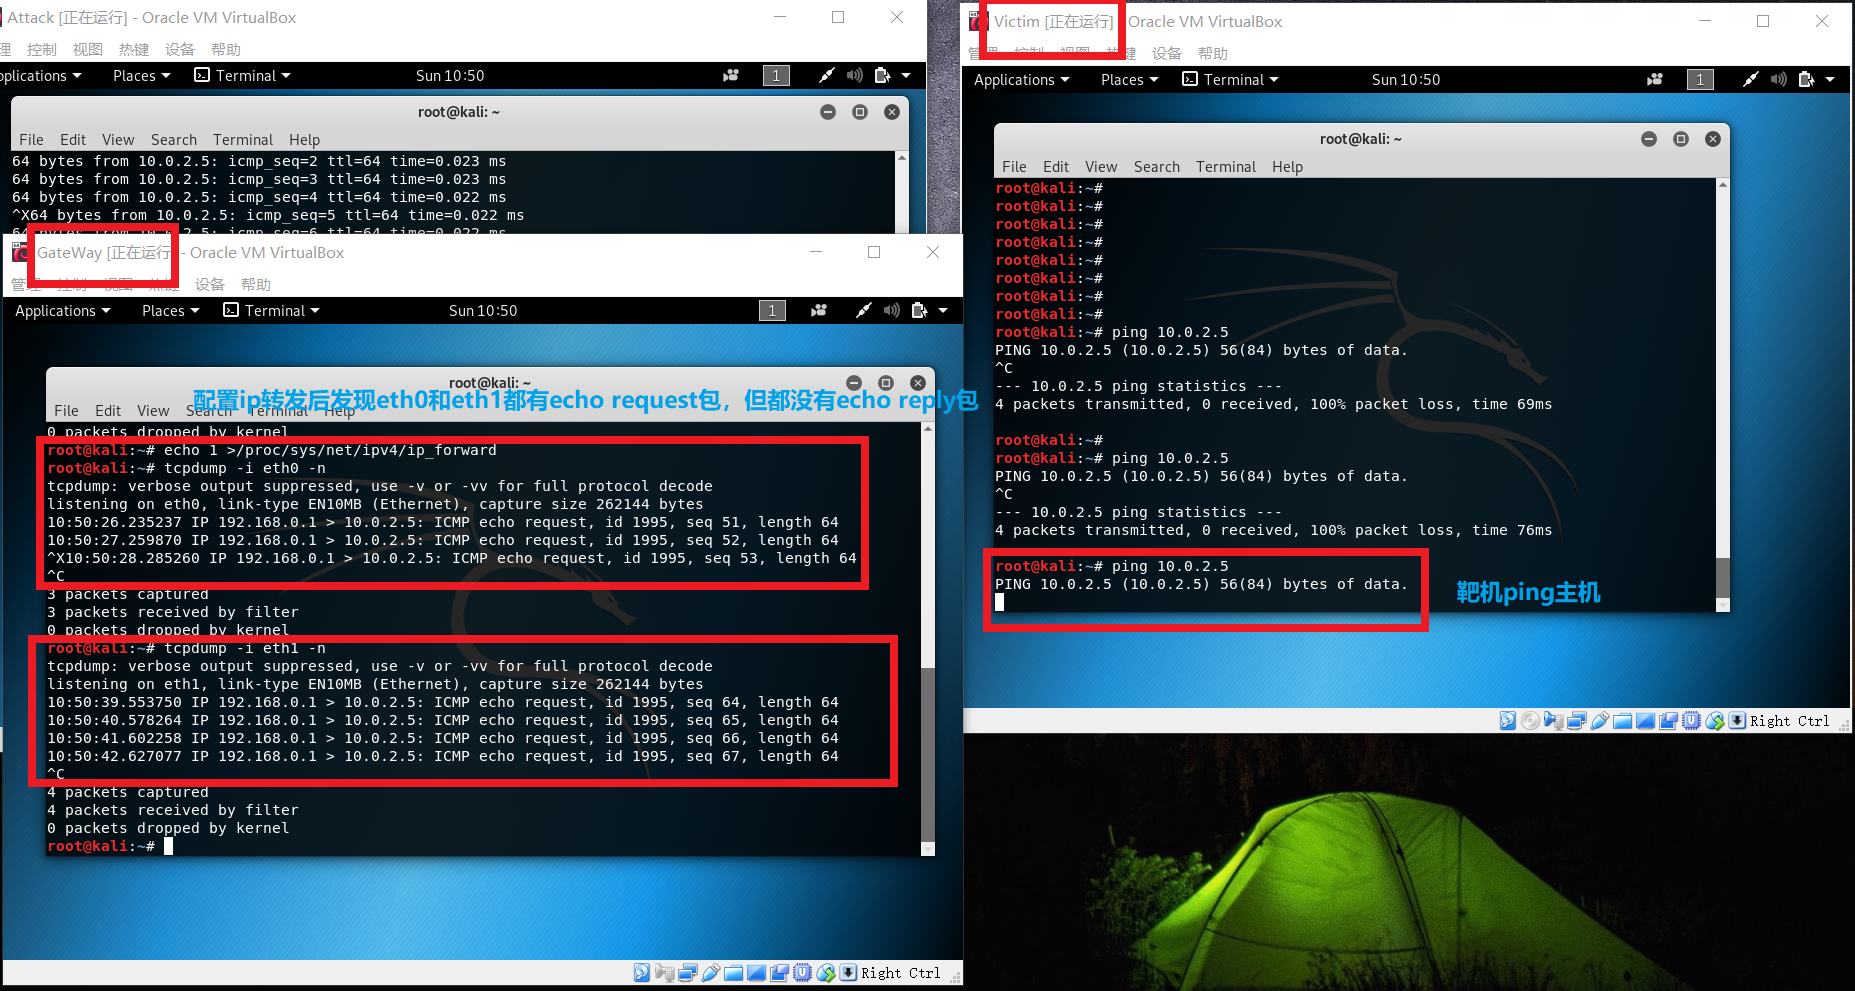 Attack [正在运行] - Oracle VM VirtualBox
理 控制 视图 热键 设备 帮助
pplications Places Terminal Sun 10:50 1
root@kali: ~
File Edit View Search Terminal Help
64 bytes from 10.0.2.5: icmp_seq=2 ttl=64 time=0.023 ms
64 bytes from 10.0.2.5: icmp_seq=3 ttl=64 time=0.023 ms
64 bytes from 10.0.2.5: icmp_seq=4 ttl=64 time=0.022 ms
^X64 bytes from 10.0.2.5: icmp_seq=5 ttl=64 time=0.022 ms
64 bytes from 10.0.2.5: icmp_seq=6 ttl=64 time=0.022 ms
GateWay [正在运行] - Oracle VM VirtualBox
管理 控制 视图 热键 设备 帮助
Applications Places Terminal Sun 10:50 1
root@kali: ~
配置ip转发后发现eth0和eth1都有echo request包，但都没有echo reply包
File Edit View Search Terminal Help
0 packets dropped by kernel
root@kali:~# echo 1 >/proc/sys/net/ipv4/ip_forward
root@kali:~# tcpdump -i eth0 -n
tcpdump: verbose output suppressed, use -v or -vv for full protocol decode
listening on eth0, link-type EN10MB (Ethernet), capture size 262144 bytes
10:50:26.235237 IP 192.168.0.1 > 10.0.2.5: ICMP echo request, id 1995, seq 51, length 64
10:50:27.259870 IP 192.168.0.1 > 10.0.2.5: ICMP echo request, id 1995, seq 52, length 64
^X10:50:28.285260 IP 192.168.0.1 > 10.0.2.5: ICMP echo request, id 1995, seq 53, length 64
^C
3 packets captured
3 packets received by filter
0 packets dropped by kernel
root@kali:~# tcpdump -i eth1 -n
tcpdump: verbose output suppressed, use -v or -vv for full protocol decode
listening on eth1, link-type EN10MB (Ethernet), capture size 262144 bytes
10:50:39.553750 IP 192.168.0.1 > 10.0.2.5: ICMP echo request, id 1995, seq 64, length 64
10:50:40.578264 IP 192.168.0.1 > 10.0.2.5: ICMP echo request, id 1995, seq 65, length 64
10:50:41.602258 IP 192.168.0.1 > 10.0.2.5: ICMP echo request, id 1995, seq 66, length 64
10:50:42.627077 IP 192.168.0.1 > 10.0.2.5: ICMP echo request, id 1995, seq 67, length 64
^C
4 packets captured
4 packets received by filter
0 packets dropped by kernel
root@kali:~#
Right Ctrl
Victim [正在运行] - Oracle VM VirtualBox
管理 控制 视图 热键 设备 帮助
Applications Places Terminal Sun 10:50 1
root@kali: ~
File Edit View Search Terminal Help
root@kali:~#
root@kali:~#
root@kali:~#
root@kali:~#
root@kali:~#
root@kali:~#
root@kali:~#
root@kali:~#
root@kali:~# ping 10.0.2.5
PING 10.0.2.5 (10.0.2.5) 56(84) bytes of data.
^C
--- 10.0.2.5 ping statistics ---
4 packets transmitted, 0 received, 100% packet loss, time 69ms
root@kali:~#
root@kali:~# ping 10.0.2.5
PING 10.0.2.5 (10.0.2.5) 56(84) bytes of data.
^C
--- 10.0.2.5 ping statistics ---
4 packets transmitted, 0 received, 100% packet loss, time 76ms
root@kali:~# ping 10.0.2.5
PING 10.0.2.5 (10.0.2.5) 56(84) bytes of data.
靶机ping主机
Right Ctrl